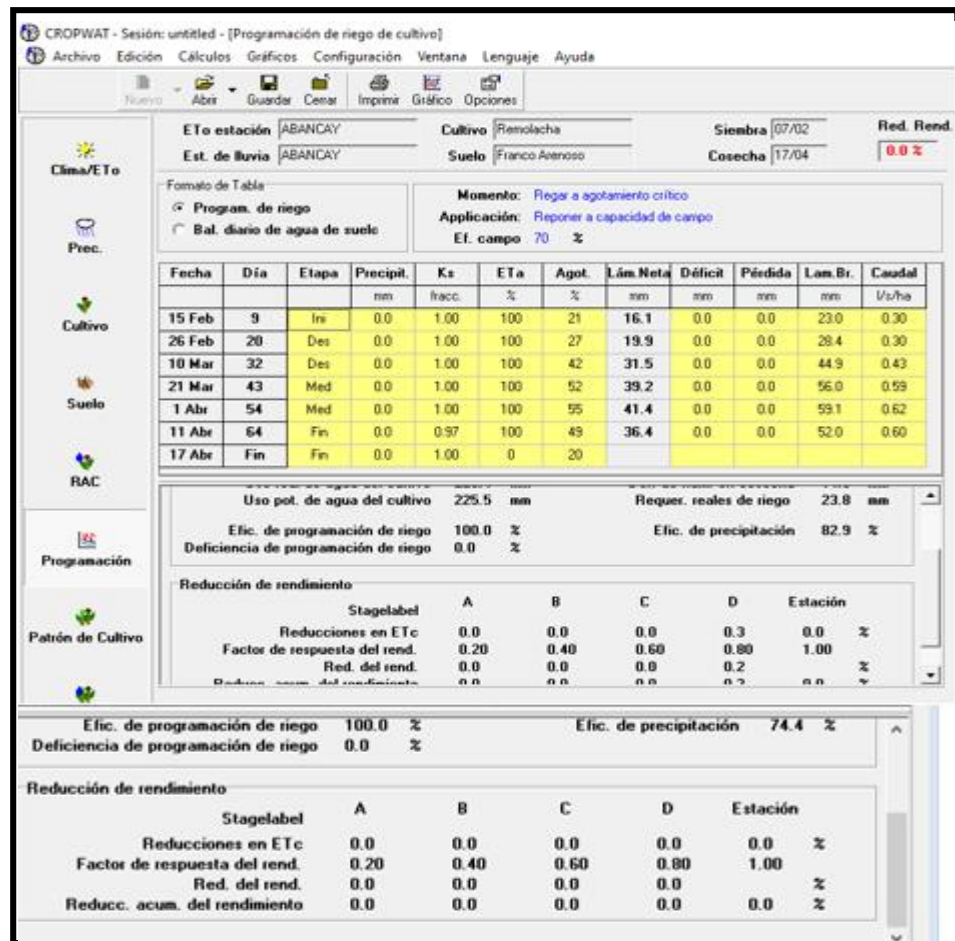 CROPWAT - Sesión: untitled - [Programación de riego de cultivo]
Archivo Edición Cálculos Gráficos Configuración Ventana Lenguaje Ayuda
Nuevo Abrir Guardar Cerrar Imprimir Gráfico Opciones
ETo estación ABANCAY Cultivo Remolacha Siembra 07/02 Red. Rend.
Est. de lluvia ABANCAY Suelo Franco Arenoso Cosecha 17/04 0.0 %
Clima/ETo
Prec.
Cultivo
Suelo
RAC
Programación
Patrón de Cultivo
Formato de Tabla
Program. de riego
Bal. diario de agua de suelo
Momento: Regar a agotamiento crítico
Applicación: Reponer a capacidad de campo
Ef. campo 70 %
Fecha Día Etapa Precipit. Ks ETa Agot. Lám.Neta Déficit Pérdida Lam.Br. Caudal
mm fracc. % % mm mm mm mm l/s/ha
15 Feb 9 Ini 0.0 1.00 100 21 16.1 0.0 0.0 23.0 0.30
26 Feb 20 Des 0.0 1.00 100 27 19.9 0.0 0.0 28.4 0.30
10 Mar 32 Des 0.0 1.00 100 42 31.5 0.0 0.0 44.9 0.43
21 Mar 43 Med 0.0 1.00 100 52 39.2 0.0 0.0 56.0 0.59
1 Abr 54 Med 0.0 1.00 100 55 41.4 0.0 0.0 59.1 0.62
11 Abr 64 Fin 0.0 0.97 100 49 36.4 0.0 0.0 52.0 0.60
17 Abr Fin Fin 0.0 1.00 0 20
Uso pot. de agua del cultivo 225.5 mm Requer. reales de riego 23.8 mm
Efic. de programación de riego 100.0 % Efic. de precipitación 82.9 %
Deficiencia de programación de riego 0.0 %
Reducción de rendimiento
Stagelabel A B C D Estación
Reducciones en ETc 0.0 0.0 0.0 0.3 0.0 %
Factor de respuesta del rend. 0.20 0.40 0.60 0.80 1.00
Red. del rend. 0.0 0.0 0.0 0.2 %
Reducc. acum. del rendimiento 0.0 0.0 0.0 0.2 0.0 %
Efic. de programación de riego 100.0 % Efic. de precipitación 74.4 %
Deficiencia de programación de riego 0.0 %
Reducción de rendimiento
Stagelabel A B C D Estación
Reducciones en ETc 0.0 0.0 0.0 0.0 0.0 %
Factor de respuesta del rend. 0.20 0.40 0.60 0.80 1.00
Red. del rend. 0.0 0.0 0.0 0.0 %
Reducc. acum. del rendimiento 0.0 0.0 0.0 0.0 0.0 %